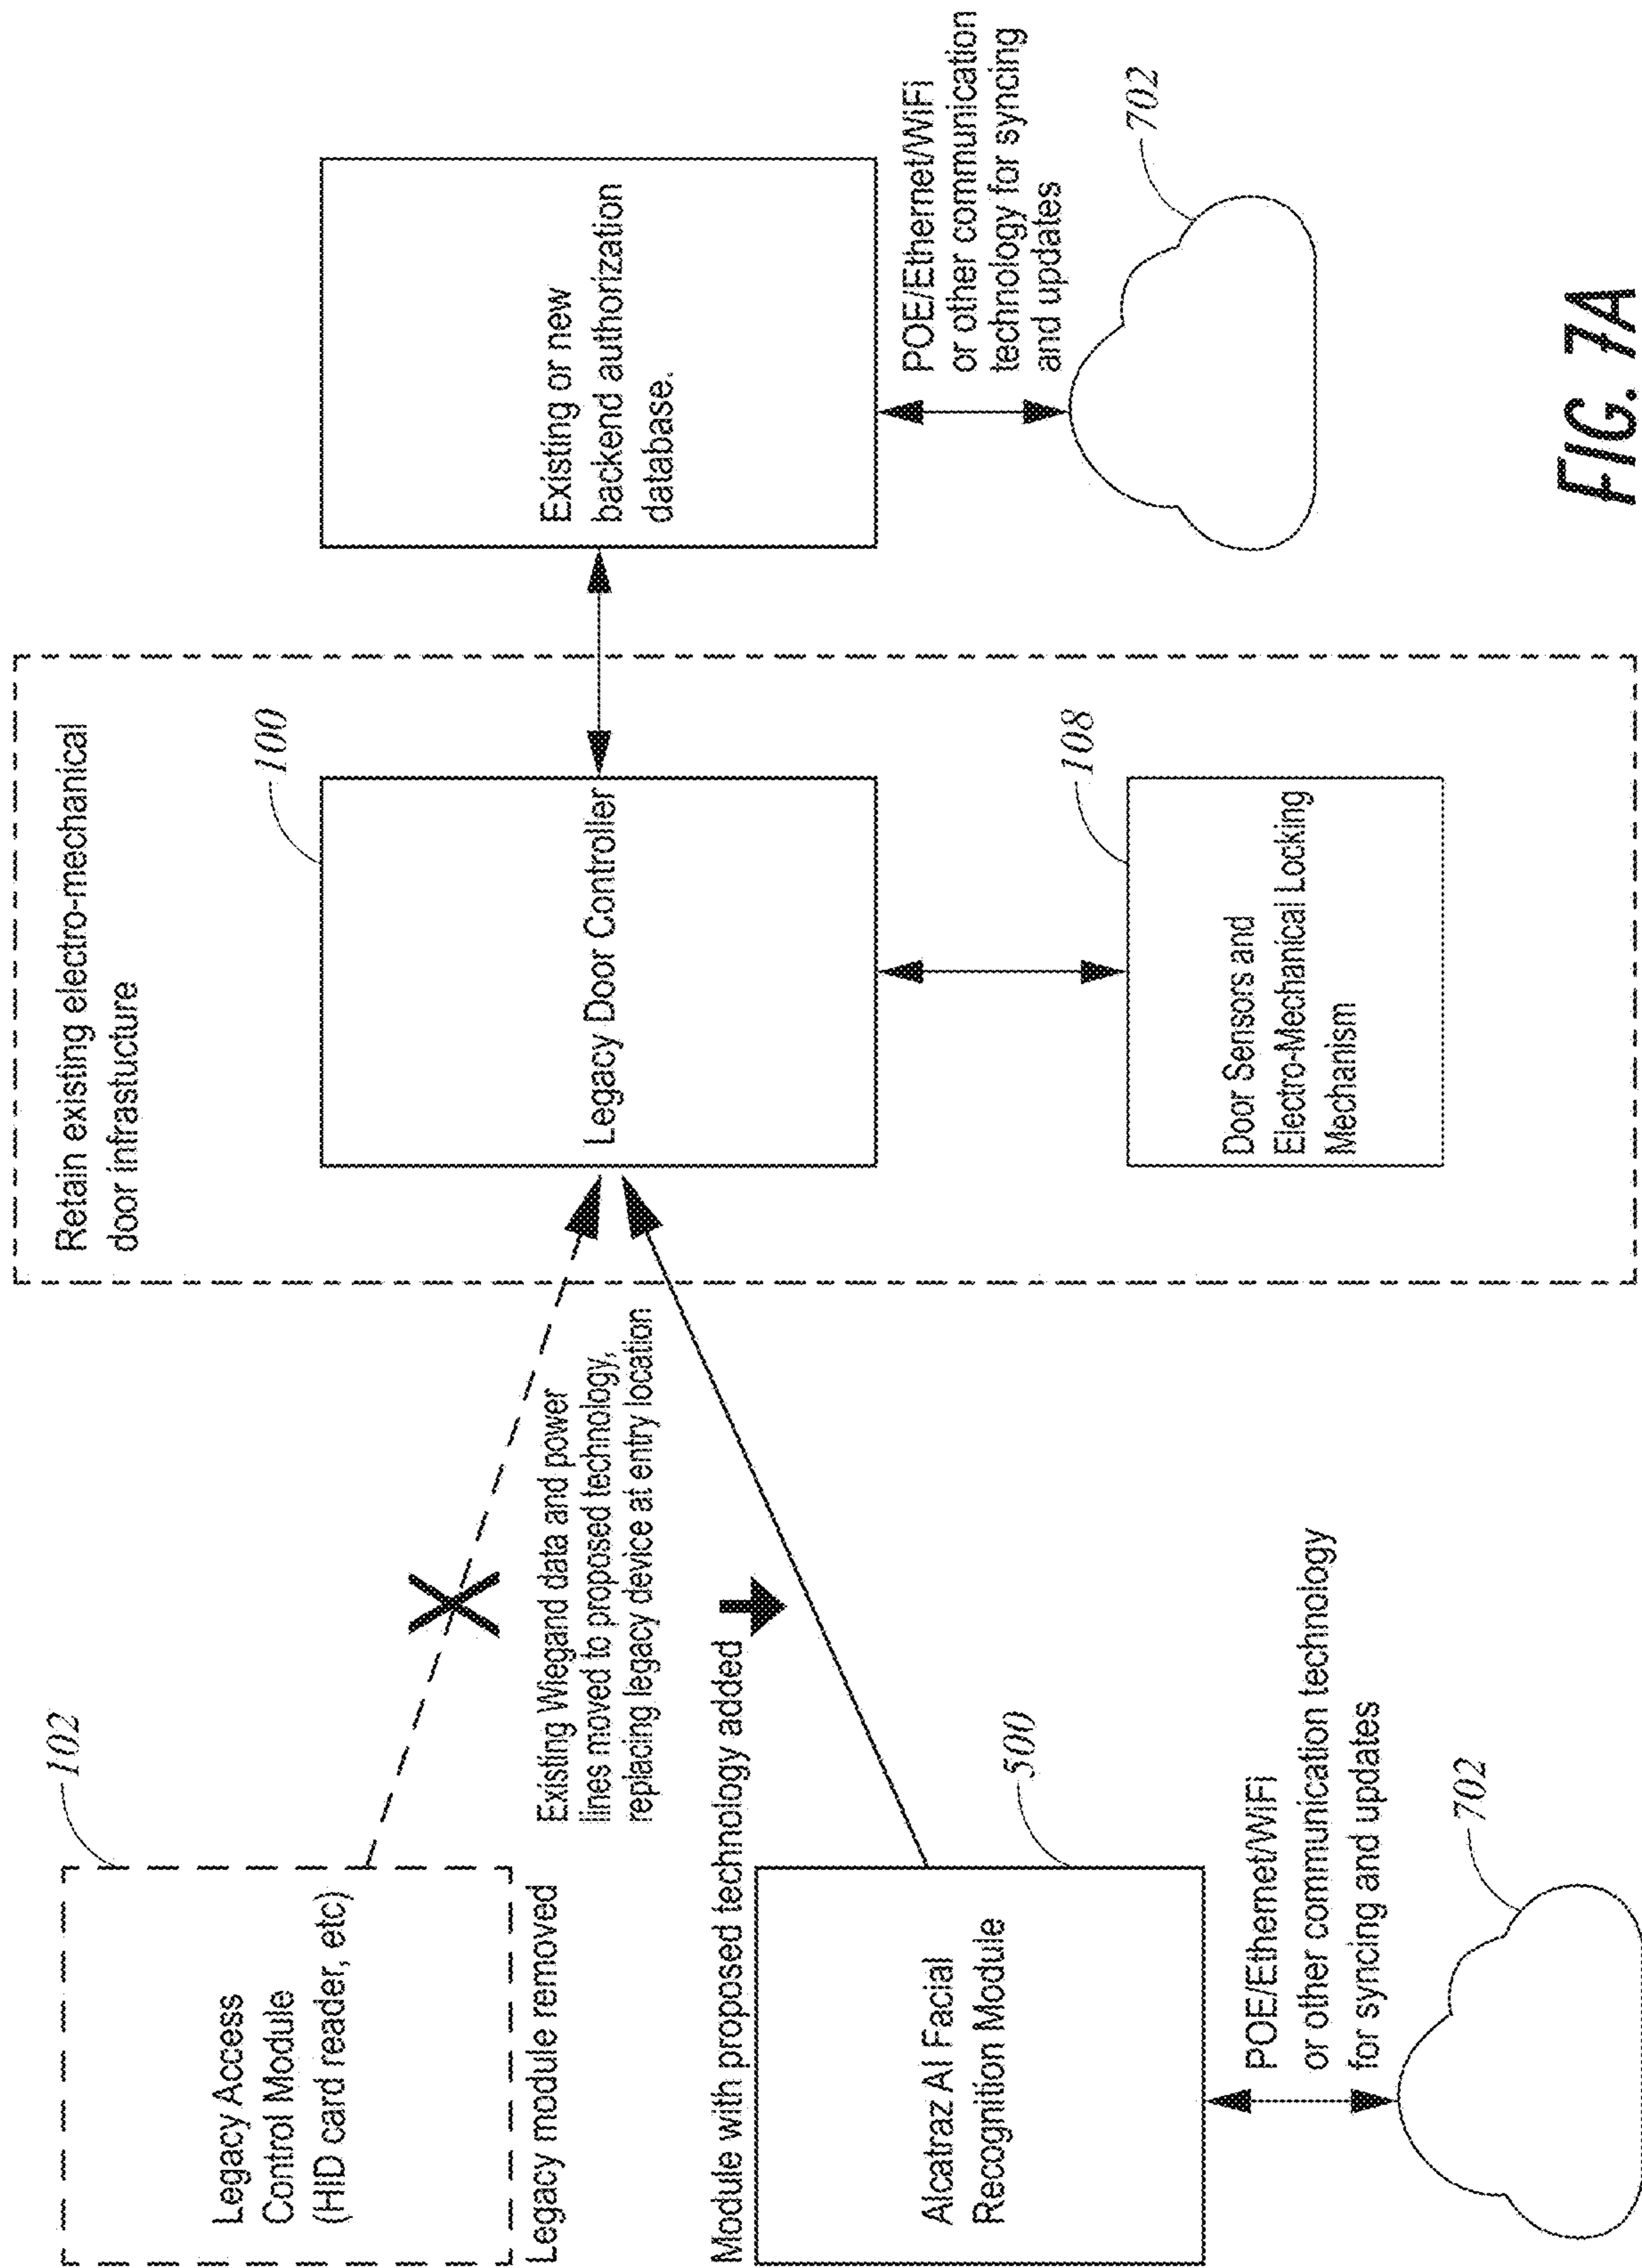 102
Legacy Access
Control Module
(HID card reader, etc)
Legacy module removed
Existing Wiegand data and power
lines moved to proposed technology,
replacing legacy device at entry location
Module with proposed technology added
500
Alcatraz AI Facial
Recognition Module
POE/Ethernet/WiFi
or other communication technology
for syncing and updates
702
Retain existing electro-mechanical
door infrastucture
100
Legacy Door Controller
108
Door Sensors and
Electro-Mechanical Locking
Mechanism
Existing or new
backend authorization
database.
POE/Ethernet/WiFi
or other communication
technology for syncing
and updates
702
FIG. 7A